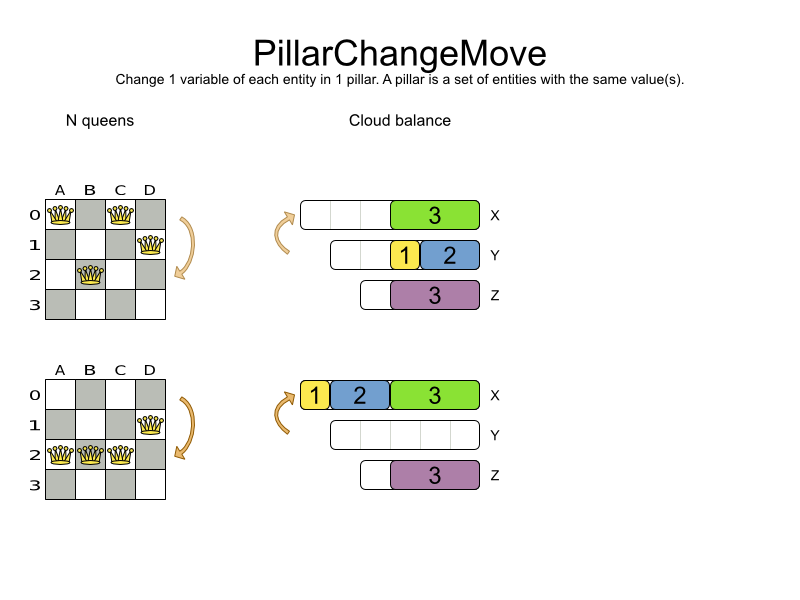 PillarChangeMove
Change 1 variable of each entity in 1 pillar. A pillar is a set of entities with the same value(s).
N queens
Cloud balance
A B C D
0
1
2
3
3 X
1 2 Y
3 Z
A B C D
0
1
2
3
1 2 3 X
Y
3 Z